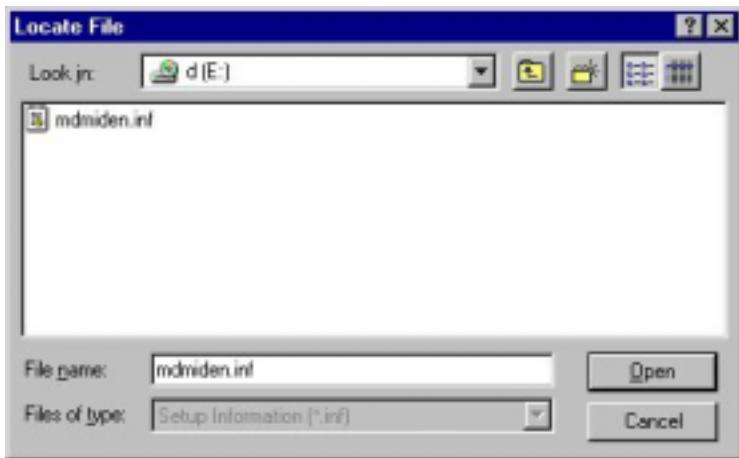 Locate File
Look in: d (E:)
mdmiden.inf
File name: mdmiden.inf Open
Files of type: Setup Information (*.inf) Cancel